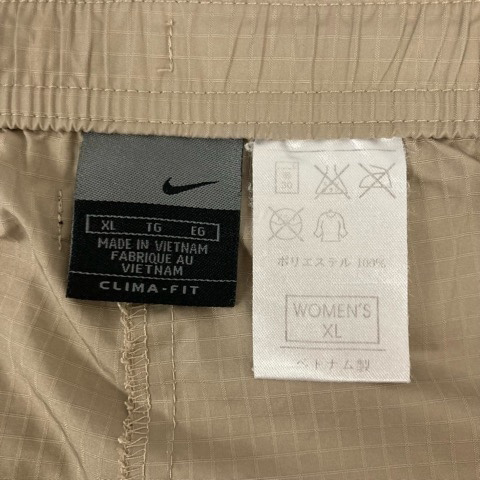 XL TG EG
MADE IN VIETNAM
FABRIQUE AU
VIETNAM
CLIMA-FIT
ポリエステル 100%
WOMEN'S
XL
ベトナム製